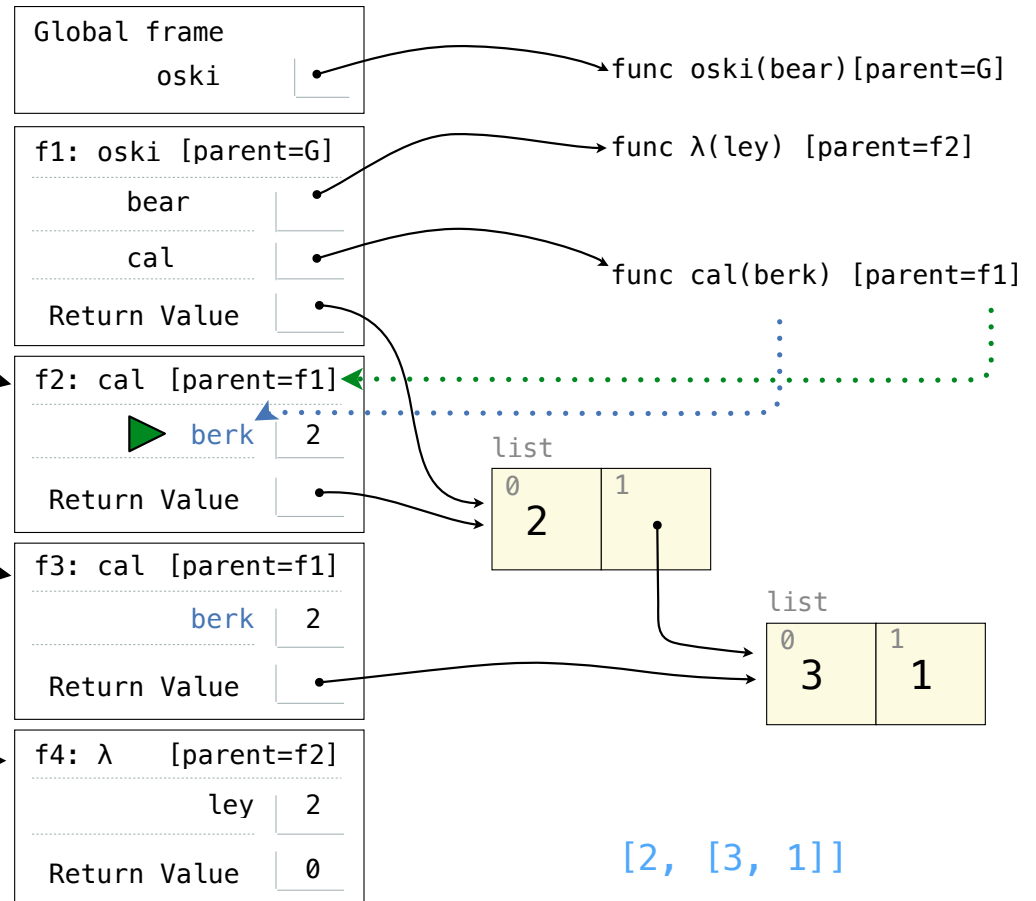 Global frame
oski
func oski(bear)[parent=G]
f1: oski [parent=G]
func λ(ley) [parent=f2]
bear
cal
func cal(berk) [parent=f1]
Return Value
f2: cal [parent=f1]
berk 2
list
0 1
2
Return Value
f3: cal [parent=f1]
berk 2
list
0 1
3 1
Return Value
f4: λ [parent=f2]
ley 2
Return Value 0
[2, [3, 1]]